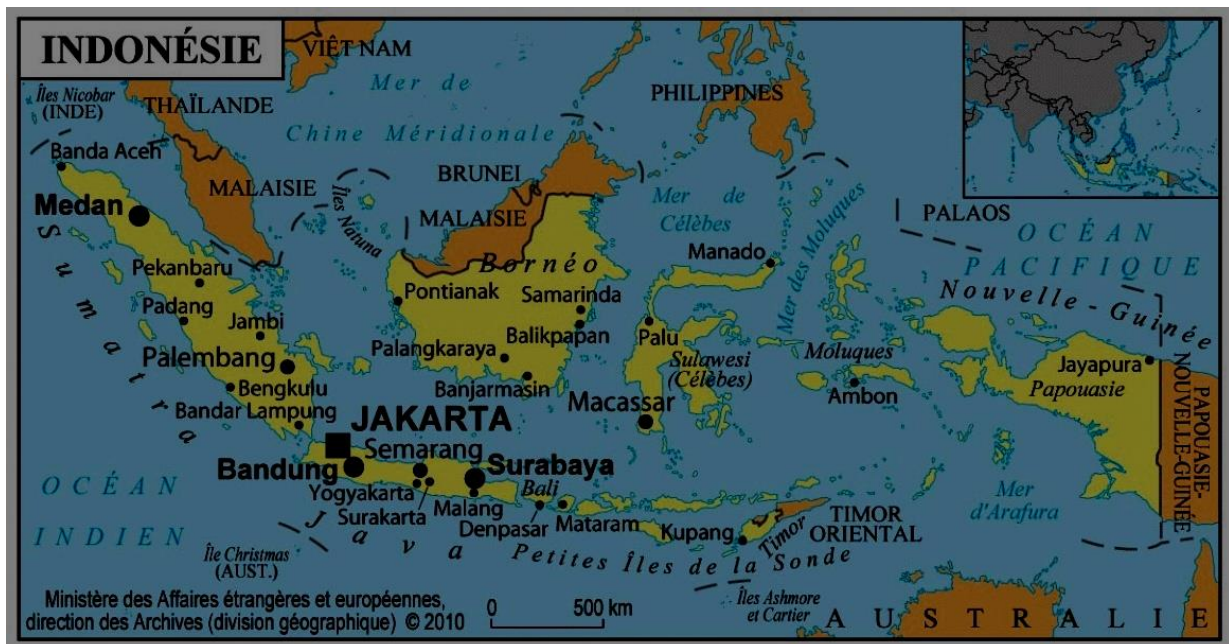 INDONÉSIE
VIÊT NAM
Îles Nicobar
(INDE)
THAÏLANDE
Mer de
Chine Méridionale
PHILIPPINES
Banda Aceh
MALAISIE
BRUNEI
MALAISIE
Îles Natuna
Mer de
Célèbes
Mer des Moluques
PALAOS
OCÉAN
PACIFIQUE
Medan
Sumatra
Manado
Bornéo
Nouvelle-Guinée
Pekanbaru
Pontianak
Samarinda
Padang
Jambi
Balikpapan
Palu
Palembang
Palangkaraya
Sulawesi
(Célèbes)
Moluques
Jayapura
Papouasie
PAPOUASIE-
NOUVELLE-GUINÉE
Bengkulu
Banjarmasin
Ambon
Bandar Lampung
JAKARTA
Macassar
Bandung
Semarang
Surabaya
OCÉAN
INDIEN
Yogyakarta
Surakarta
Malang
Bali
Denpasar
Mataram
Kupang
Timor
TIMOR
ORIENTAL
Mer
d'Arafura
Java
Petites Îles de la Sonde
Île Christmas
(AUST.)
Îles Ashmore
et Cartier
AUSTRALIE
Ministère des Affaires étrangères et européennes,
direction des Archives (division géographique) © 2010
0 500 km